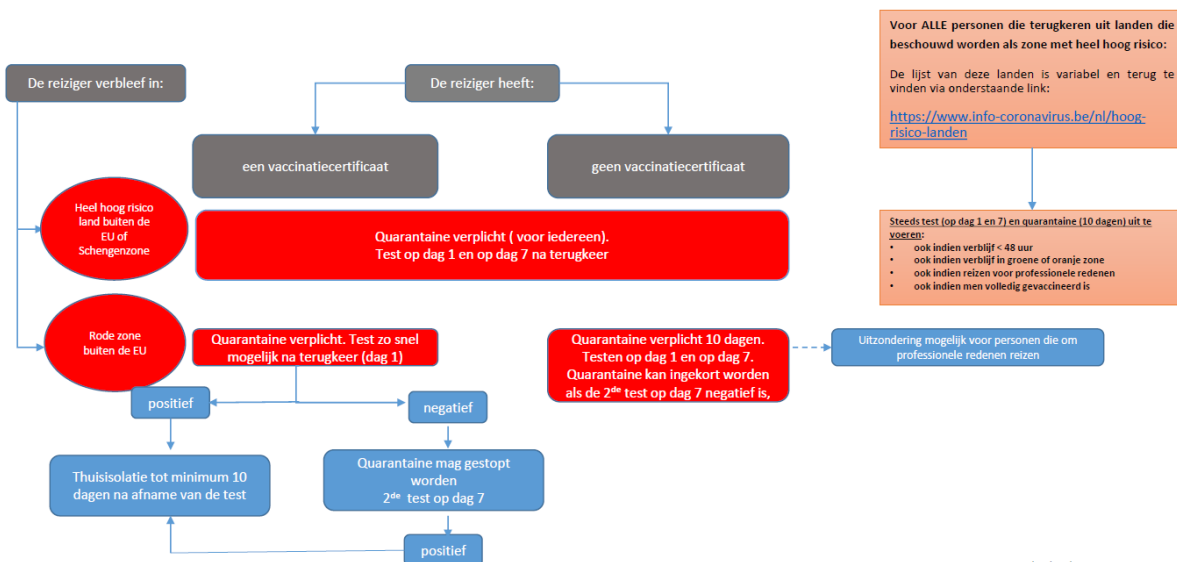 Voor ALLE personen die terugkeren uit landen die
beschouwd worden als zone met heel hoog risico:
De lijst van deze landen is variabel en terug te
vinden via onderstaande link:
https://www.info-coronavirus.be/nl/hoog-
risico-landen
De reiziger verbleef in:
De reiziger heeft:
een vaccinatiecertificaat
geen vaccinatiecertificaat
Heel hoog risico
land buiten de
EU of
Schengenzone
Quarantaine verplicht ( voor iedereen).
Test op dag 1 en op dag 7 na terugkeer
Steeds test (op dag 1 en 7) en quarantaine (10 dagen) uit te
voeren:
• ook indien verblijf < 48 uur
• ook indien verblijf in groene of oranje zone
• ook indien reizen voor professionele redenen
• ook indien men volledig gevaccineerd is
Rode zone
buiten de EU
Quarantaine verplicht. Test zo snel
mogelijk na terugkeer (dag 1)
Quarantaine verplicht 10 dagen.
Testen op dag 1 en op dag 7.
Quarantaine kan ingekort worden
als de 2de test op dag 7 negatief is,
Uitzondering mogelijk voor personen die om
professionele redenen reizen
positief
negatief
Thuisisolatie tot minimum 10
dagen na afname van de test
Quarantaine mag gestopt
worden
2de test op dag 7
positief